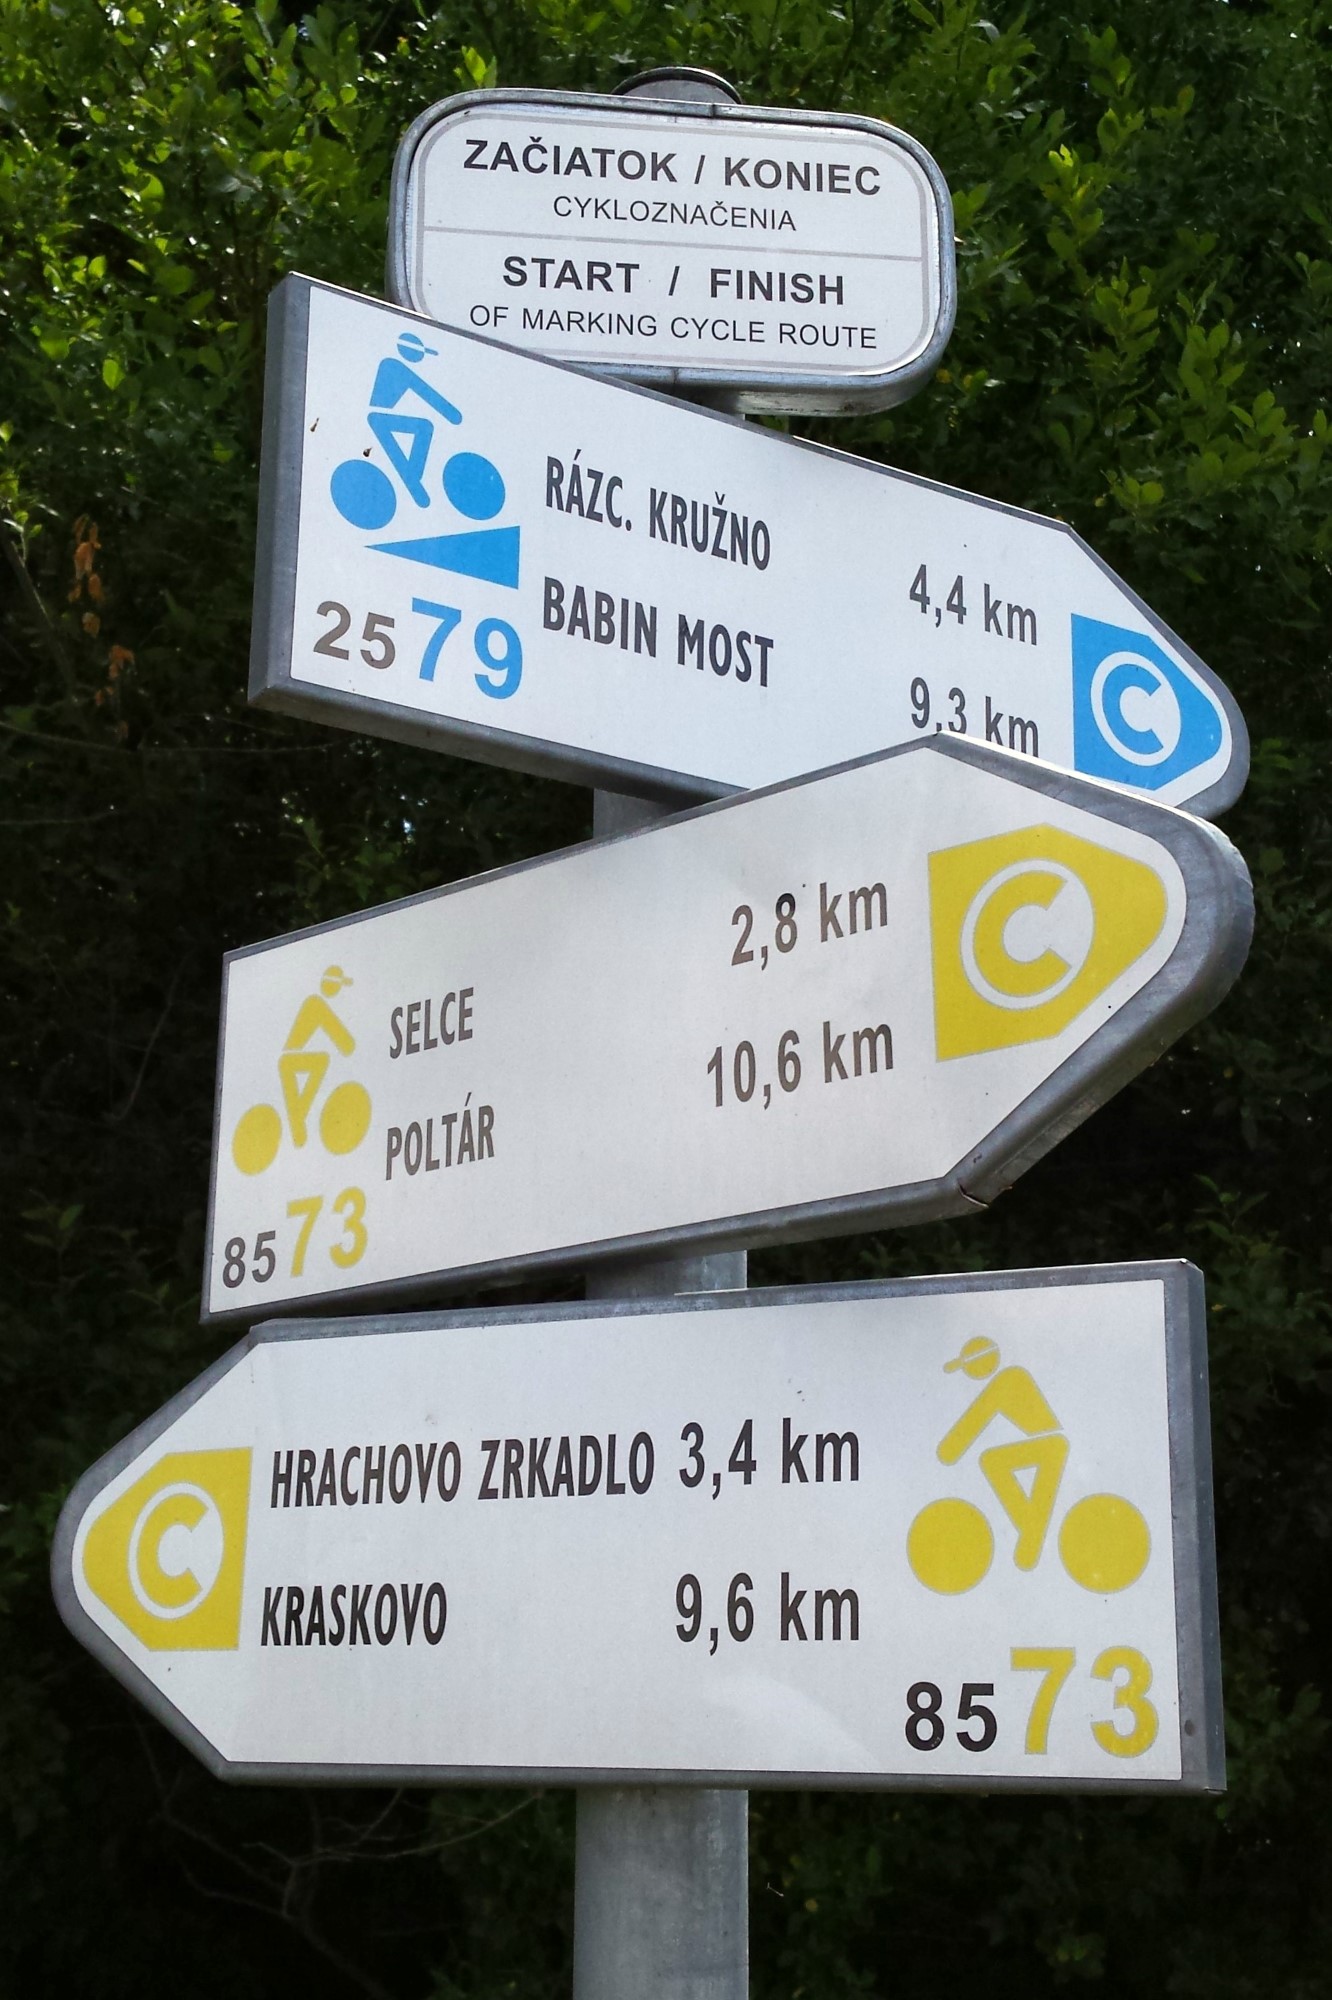 ZAČIATOK / KONIEC
CYKLOZNAČENIA
START / FINISH
OF MARKING CYCLE ROUTE
RÁZC. KRUŽNO 4,4 km
BABIN MOST 9,3 km
C
2579
SELCE 2,8 km
POLTÁR 10,6 km
C
8573
HRACHOVO ZRKADLO 3,4 km
C
KRASKOVO 9,6 km
8573